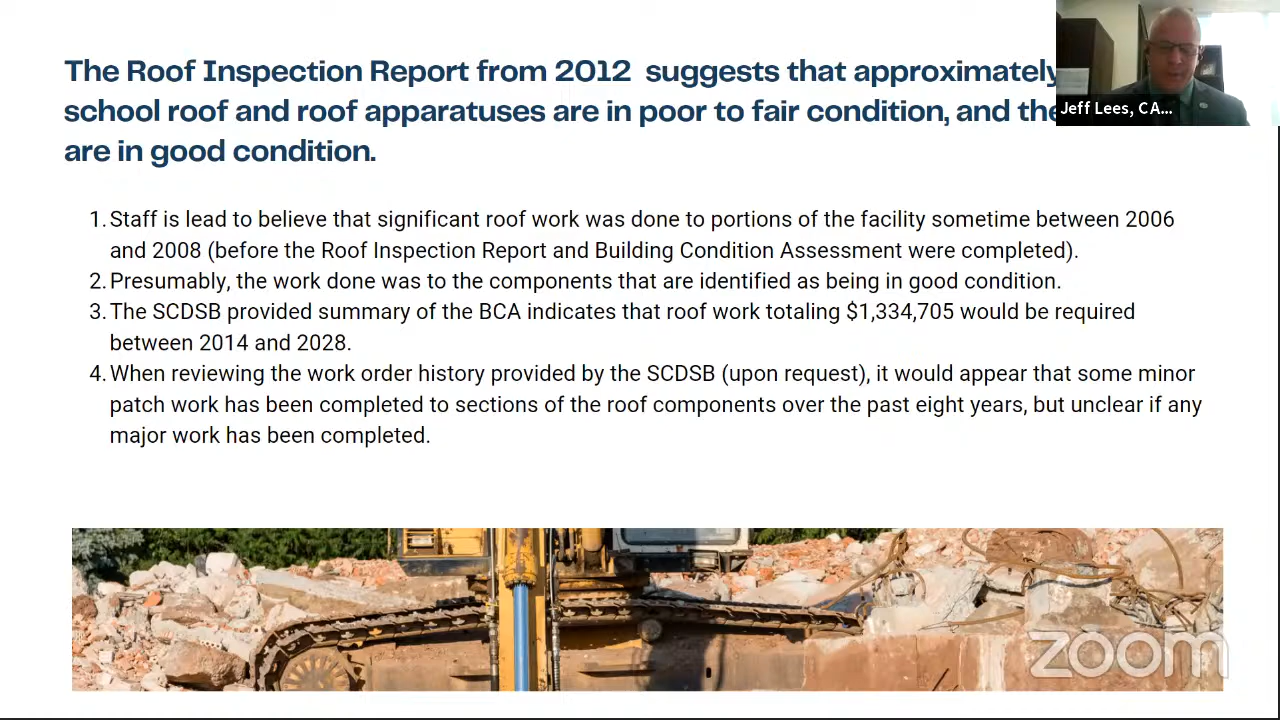 The Roof Inspection Report from 2012 suggests that approximately
school roof and roof apparatuses are in poor to fair condition, and the
are in good condition.
Jeff Lees, CA...
1. Staff is lead to believe that significant roof work was done to portions of the facility sometime between 2006
and 2008 (before the Roof Inspection Report and Building Condition Assessment were completed).
2. Presumably, the work done was to the components that are identified as being in good condition.
3. The SCDSB provided summary of the BCA indicates that roof work totaling $1,334,705 would be required
between 2014 and 2028.
4. When reviewing the work order history provided by the SCDSB (upon request), it would appear that some minor
patch work has been completed to sections of the roof components over the past eight years, but unclear if any
major work has been completed.
zoom